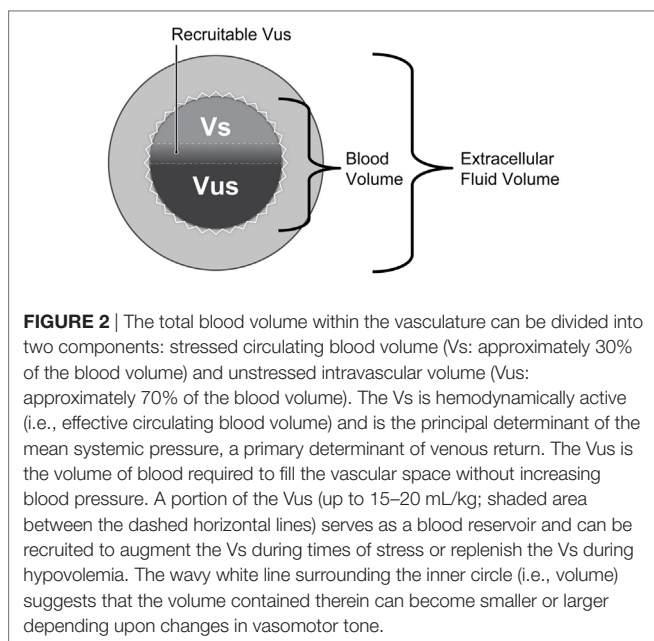 Recruitable Vus
Vs
Vus
Blood
Volume
Extracellular
Fluid Volume
FIGURE 2 | The total blood volume within the vasculature can be divided into
two components: stressed circulating blood volume (Vs: approximately 30%
of the blood volume) and unstressed intravascular volume (Vus:
approximately 70% of the blood volume). The Vs is hemodynamically active
(i.e., effective circulating blood volume) and is the principal determinant of the
mean systemic pressure, a primary determinant of venous return. The Vus is
the volume of blood required to fill the vascular space without increasing
blood pressure. A portion of the Vus (up to 15–20 mL/kg; shaded area
between the dashed horizontal lines) serves as a blood reservoir and can be
recruited to augment the Vs during times of stress or replenish the Vs during
hypovolemia. The wavy white line surrounding the inner circle (i.e., volume)
suggests that the volume contained therein can become smaller or larger
depending upon changes in vasomotor tone.